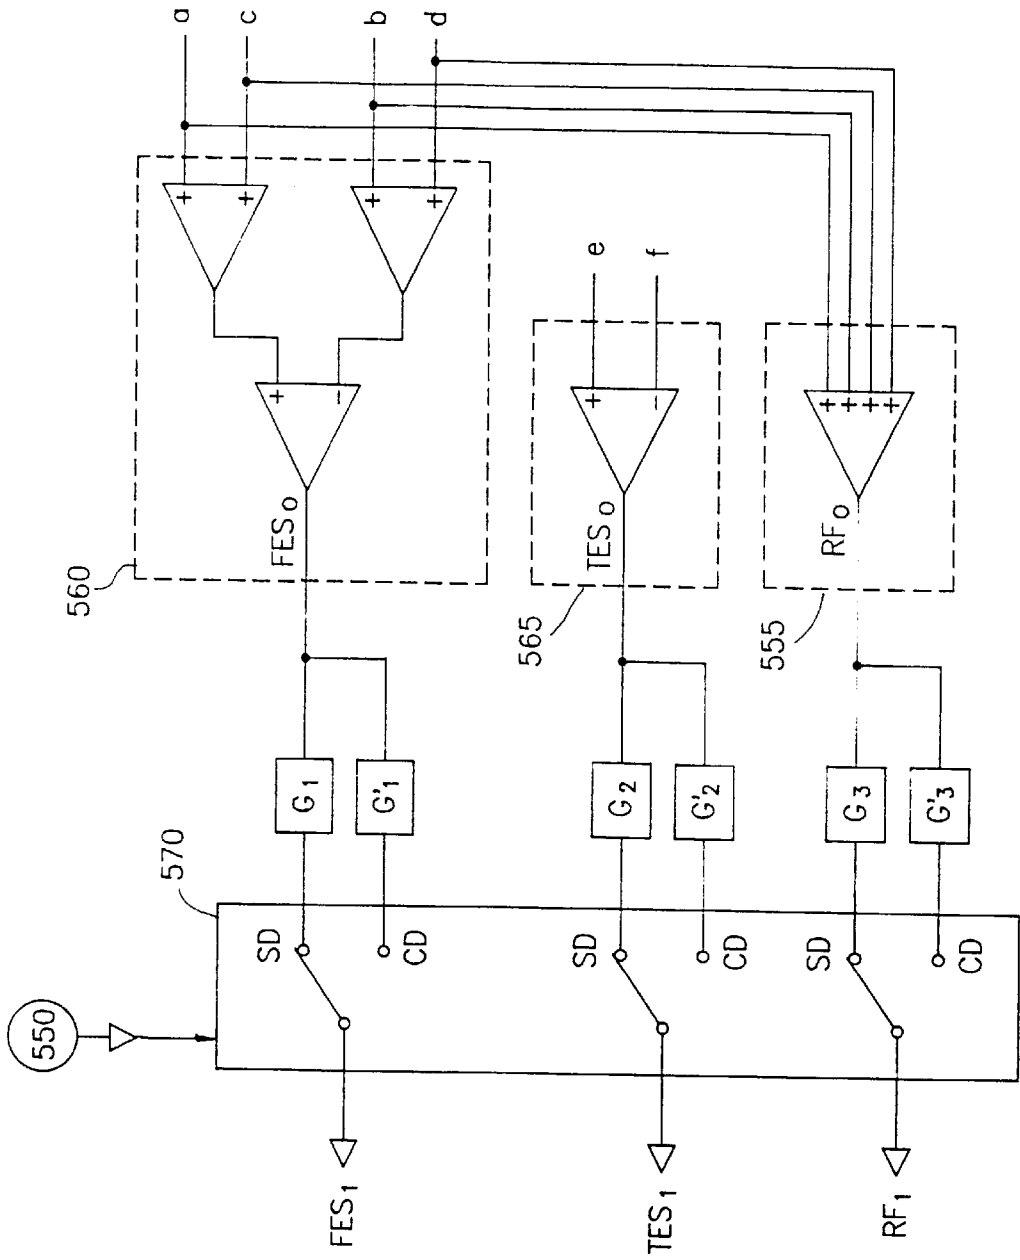 a
c
b
d
+
+
+
+
+
−
560
FES0
e
f
+
−
565
TES0
+
+
+
+
555
RF0
G1
G'1
G2
G'2
G3
G'3
570
SD
CD
SD
CD
SD
CD
550
FES1
TES1
RF1